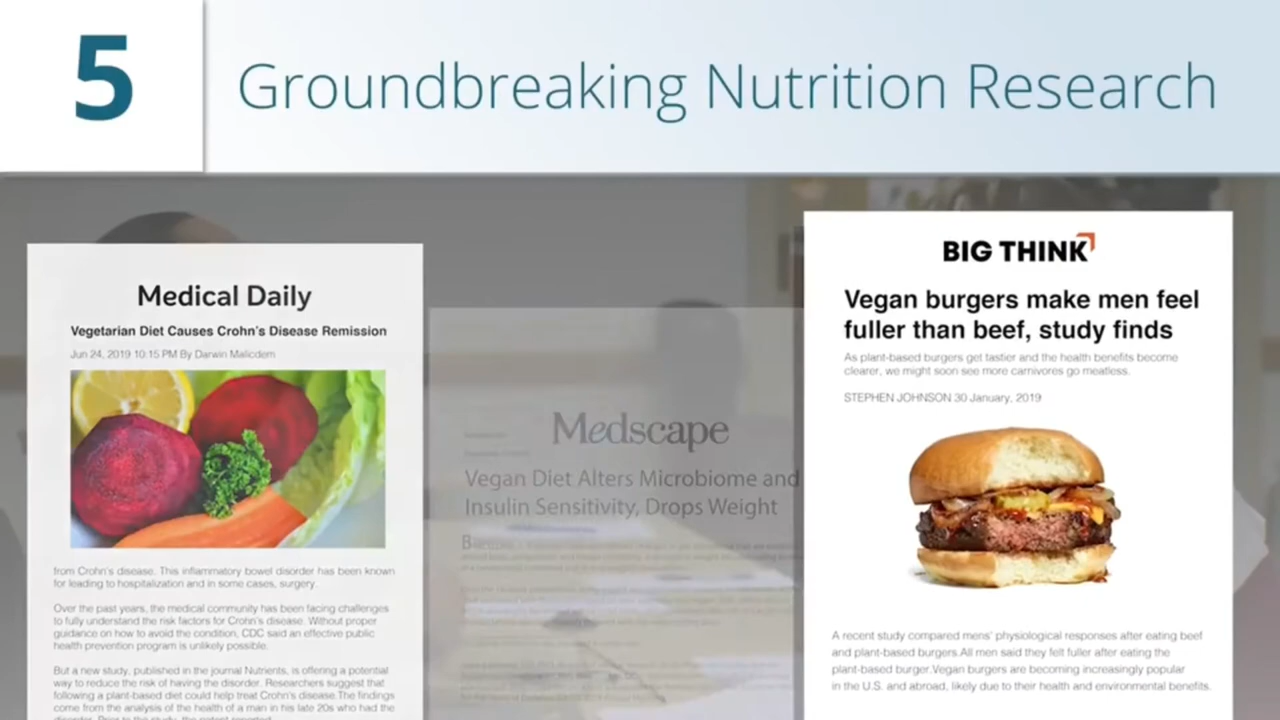 5
Groundbreaking Nutrition Research
Medical Daily
Vegetarian Diet Causes Crohn's Disease Remission
Jun 24, 2019 10:15 PM By Darwin Malicdem
from Crohn's disease. This inflammatory bowel disorder has been known
for leading to hospitalization and in some cases, surgery.
Over the past years, the medical community has been facing challenges
to fully understand the risk factors for Crohn's disease. Without proper
guidance on how to avoid the condition, CDC said an effective public
health prevention program is unlikely possible.
But a new study, published in the journal Nutrients, is offering a potential
way to reduce the risk of having the disorder. Researchers suggest that
following a plant-based diet could help treat Crohn's disease.The findings
come from the analysis of the health of a man in his late 20s who had the
disorder. Prior to the study, the patient reported
Medscape
Vegan Diet Alters Microbiome and
Insulin Sensitivity, Drops Weight
BIG THINK
Vegan burgers make men feel
fuller than beef, study finds
As plant-based burgers get tastier and the health benefits become
clearer, we might soon see more carnivores go meatless.
STEPHEN JOHNSON 30 January, 2019
A recent study compared mens' physiological responses after eating beef
and plant-based burgers.All men said they felt fuller after eating the
plant-based burger.Vegan burgers are becoming increasingly popular
in the U.S. and abroad, likely due to their health and environmental benefits.